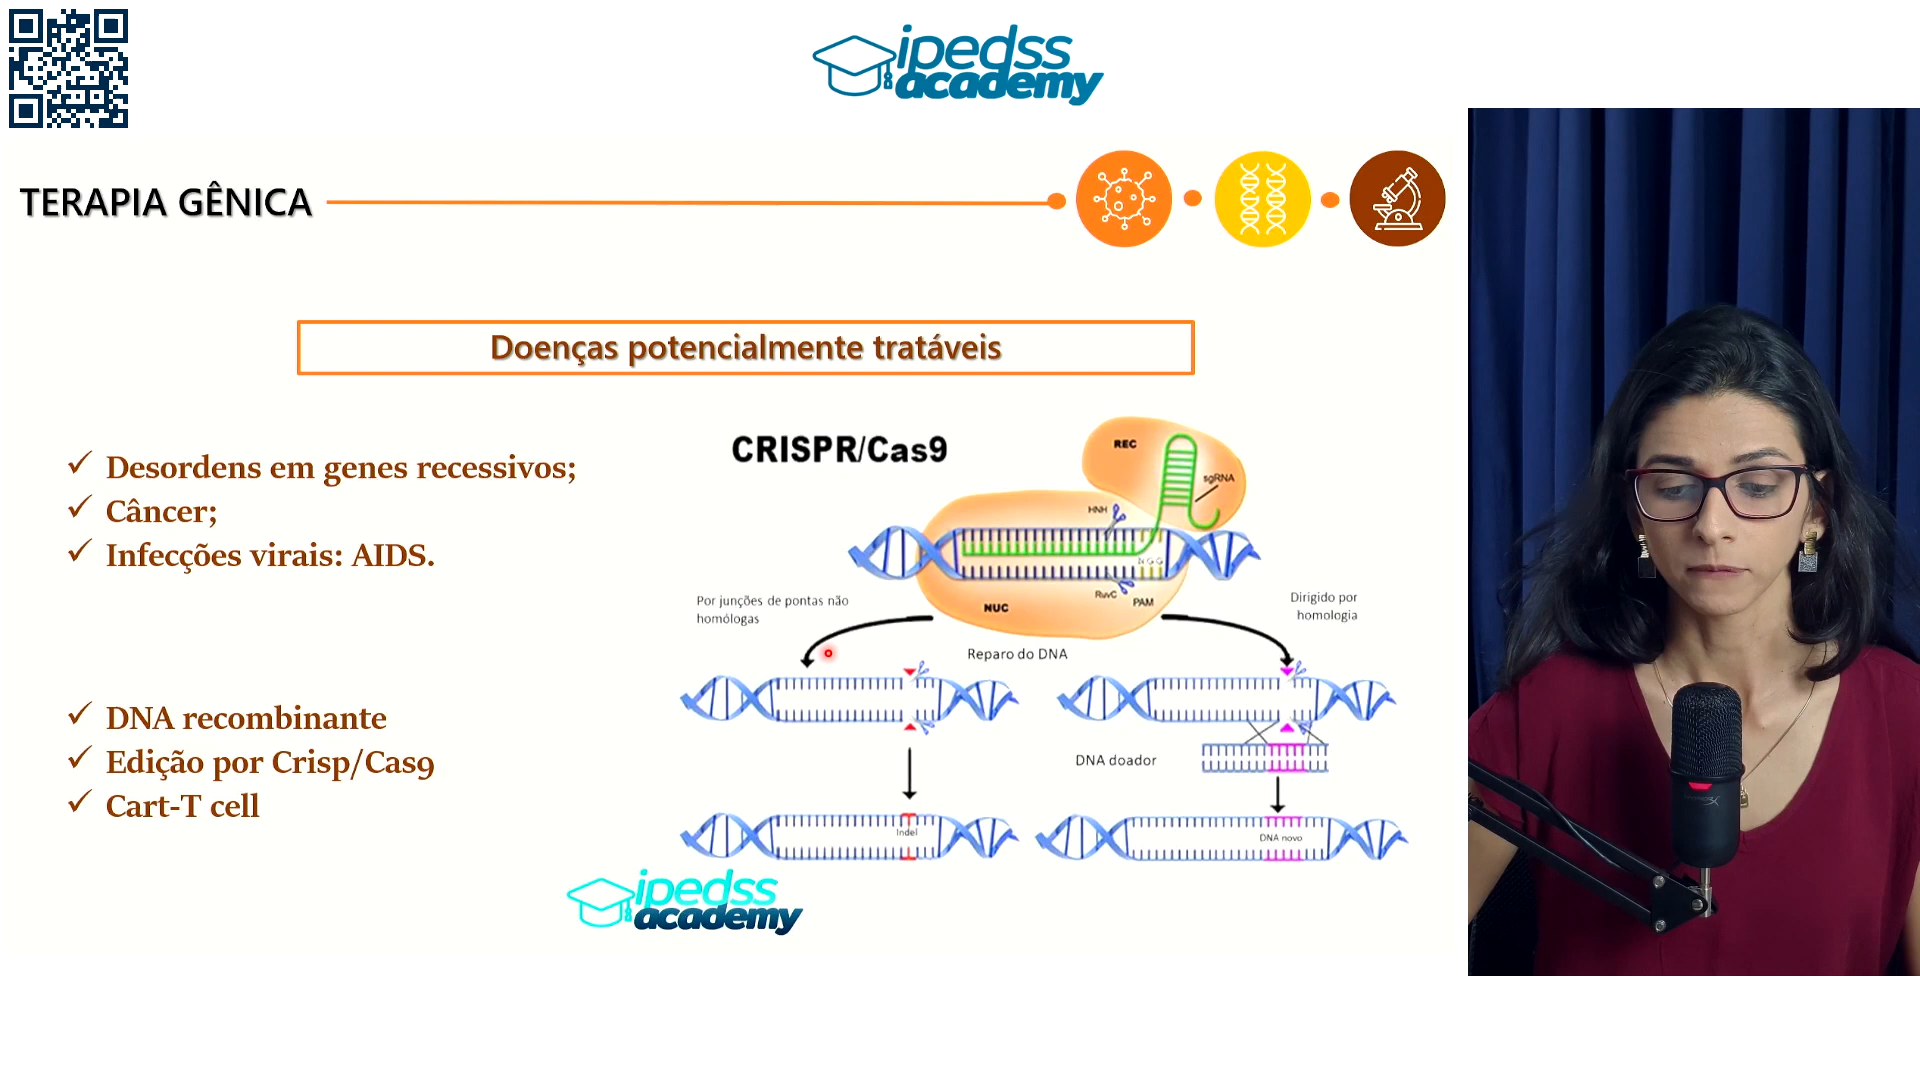 ipedss
academy
TERAPIA GÊNICA
Doenças potencialmente tratáveis
✓ Desordens em genes recessivos;
✓ Câncer;
✓ Infecções virais: AIDS.
✓ DNA recombinante
✓ Edição por Crisp/Cas9
✓ Cart-T cell
CRISPR/Cas9
REC
sgRNA
HNH
NGG
RuvC
PAM
NUC
Por junções de pontas não
homólogas
Dirigido por
homologia
Reparo do DNA
DNA doador
Indel
DNA novo
ipedss
academy